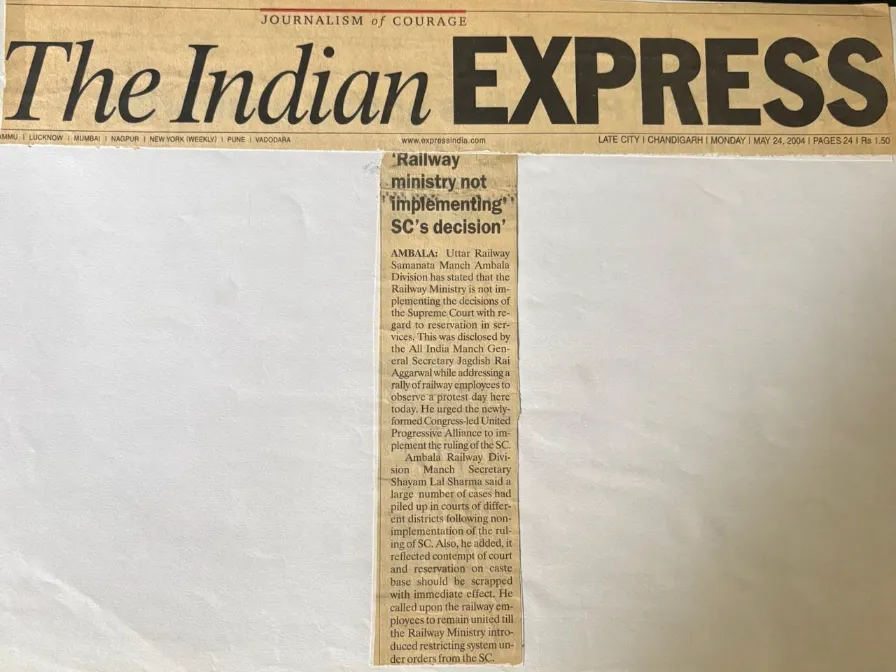 JOURNALISM of COURAGE
The Indian EXPRESS
LUCKNOW | MUMBAI | NAGPUR | NEW YORK (WEEKLY) | PUNE | VADODARA
www.expressindia.com
LATE CITY | CHANDIGARH | MONDAY | MAY 24, 2004 | PAGES 24 | Rs 1.50
'Railway
ministry not
implementing
SC's decision'
AMBALA: Uttar Railway
Samanata Manch Ambala
Division has stated that the
Railway Ministry is not im-
plementing the decisions of
the Supreme Court with re-
gard to reservation in ser-
vices. This was disclosed by
the All India Manch Gen-
eral Secretary Jagdish Rai
Aggarwal while addressing a
rally of railway employees to
observe a protest day here
today. He urged the newly-
formed Congress-led United
Progressive Alliance to im-
plement the ruling of the SC.
Ambala Railway Divi-
sion Manch Secretary
Shayam Lal Sharma said a
large number of cases had
piled up in courts of differ-
ent districts following non-
implementation of the rul-
ing of SC. Also, he added, it
reflected contempt of court
and reservation on caste
base should be scrapped
with immediate effect. He
called upon the railway em-
ployees to remain united till
the Railway Ministry intro-
duced restricting system un-
der orders from the SC.